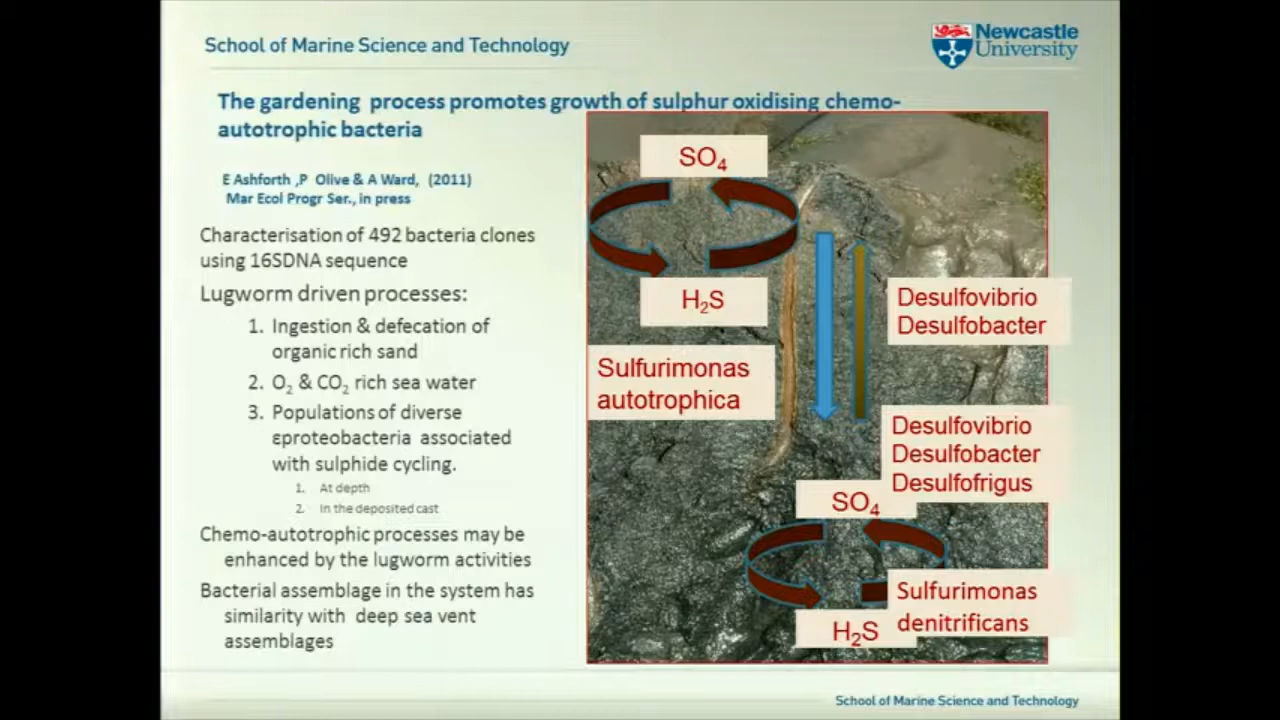 School of Marine Science and Technology
Newcastle
University
The gardening process promotes growth of sulphur oxidising chemo-
autotrophic bacteria
E Ashforth ,P Olive & A Ward, (2011)
Mar Ecol Progr Ser., in press
Characterisation of 492 bacteria clones
using 16SDNA sequence
Lugworm driven processes:
1. Ingestion & defecation of
organic rich sand
2. O₂ & CO₂ rich sea water
3. Populations of diverse
εproteobacteria associated
with sulphide cycling.
1. At depth
2. In the deposited cast
Chemo-autotrophic processes may be
enhanced by the lugworm activities
Bacterial assemblage in the system has
similarity with deep sea vent
assemblages
SO₄
H₂S
Sulfurimonas
autotrophica
Desulfovibrio
Desulfobacter
Desulfovibrio
Desulfobacter
Desulfofrigus
SO₄
Sulfurimonas
denitrificans
H₂S
School of Marine Science and Technology